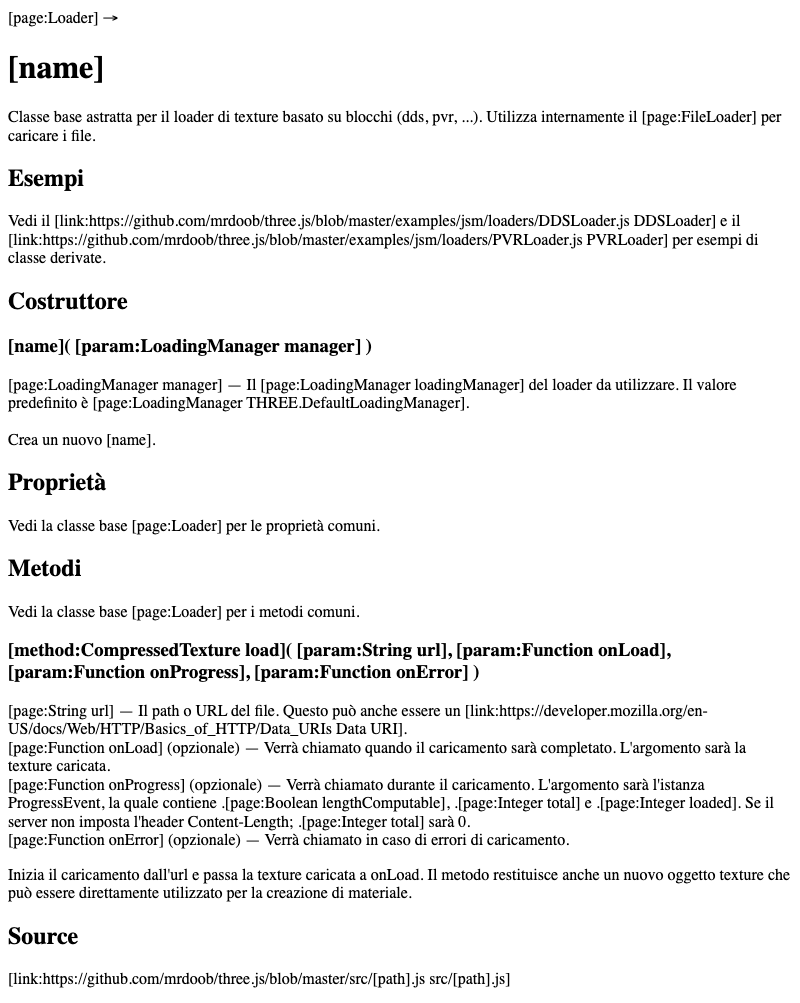 [page:Loader] →
[name]
Classe base astratta per il loader di texture basato su blocchi (dds, pvr, ...). Utilizza internamente il [page:FileLoader] per
caricare i file.
Esempi
Vedi il [link:https://github.com/mrdoob/three.js/blob/master/examples/jsm/loaders/DDSLoader.js DDSLoader] e il
[link:https://github.com/mrdoob/three.js/blob/master/examples/jsm/loaders/PVRLoader.js PVRLoader] per esempi di
classe derivate.
Costruttore
[name]( [param:LoadingManager manager] )
[page:LoadingManager manager] — Il [page:LoadingManager loadingManager] del loader da utilizzare. Il valore
predefinito è [page:LoadingManager THREE.DefaultLoadingManager].
Crea un nuovo [name].
Proprietà
Vedi la classe base [page:Loader] per le proprietà comuni.
Metodi
Vedi la classe base [page:Loader] per i metodi comuni.
[method:CompressedTexture load]( [param:String url], [param:Function onLoad],
[param:Function onProgress], [param:Function onError] )
[page:String url] — Il path o URL del file. Questo può anche essere un [link:https://developer.mozilla.org/en-
US/docs/Web/HTTP/Basics_of_HTTP/Data_URIs Data URI].
[page:Function onLoad] (opzionale) — Verrà chiamato quando il caricamento sarà completato. L'argomento sarà la
texture caricata.
[page:Function onProgress] (opzionale) — Verrà chiamato durante il caricamento. L'argomento sarà l'istanza
ProgressEvent, la quale contiene .[page:Boolean lengthComputable], .[page:Integer total] e .[page:Integer loaded]. Se il
server non imposta l'header Content-Length; .[page:Integer total] sarà 0.
[page:Function onError] (opzionale) — Verrà chiamato in caso di errori di caricamento.
Inizia il caricamento dall'url e passa la texture caricata a onLoad. Il metodo restituisce anche un nuovo oggetto texture che
può essere direttamente utilizzato per la creazione di materiale.
Source
[link:https://github.com/mrdoob/three.js/blob/master/src/[path].js src/[path].js]